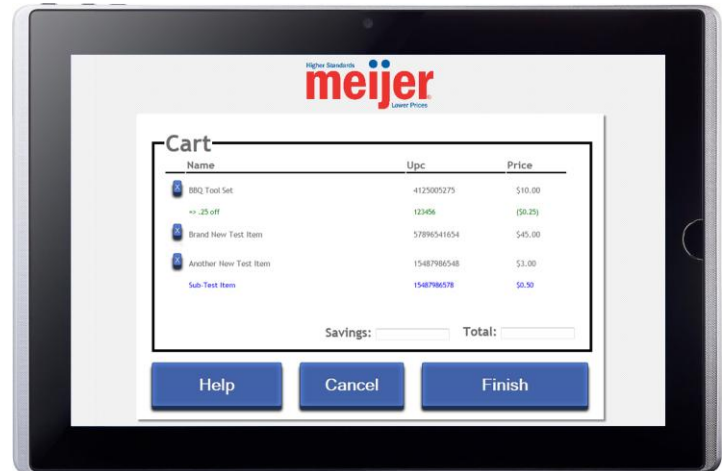 Higher Standards
meijer
Lower Prices
Cart
Name Upc Price
BBQ Tool Set 4125005275 $10.00
=> .25 off 123456 ($0.25)
Brand New Test Item 57896541654 $45.00
Another New Test Item 15487986548 $3.00
Sub-Test Item 15487986578 $0.50
Savings: Total:
Help Cancel Finish